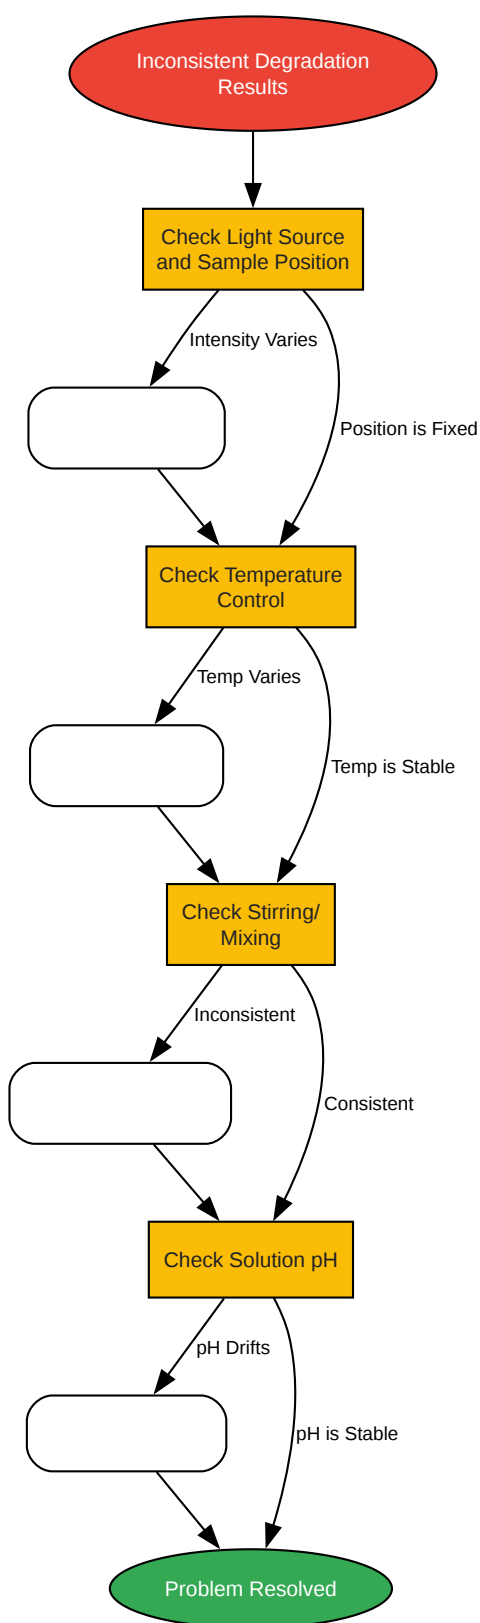 Inconsistent Degradation
Results
Check Light Source
and Sample Position
Intensity Varies
Position is Fixed
Check Temperature
Control
Temp Varies
Temp is Stable
Check Stirring/
Mixing
Inconsistent
Consistent
Check Solution pH
pH Drifts
pH is Stable
Problem Resolved